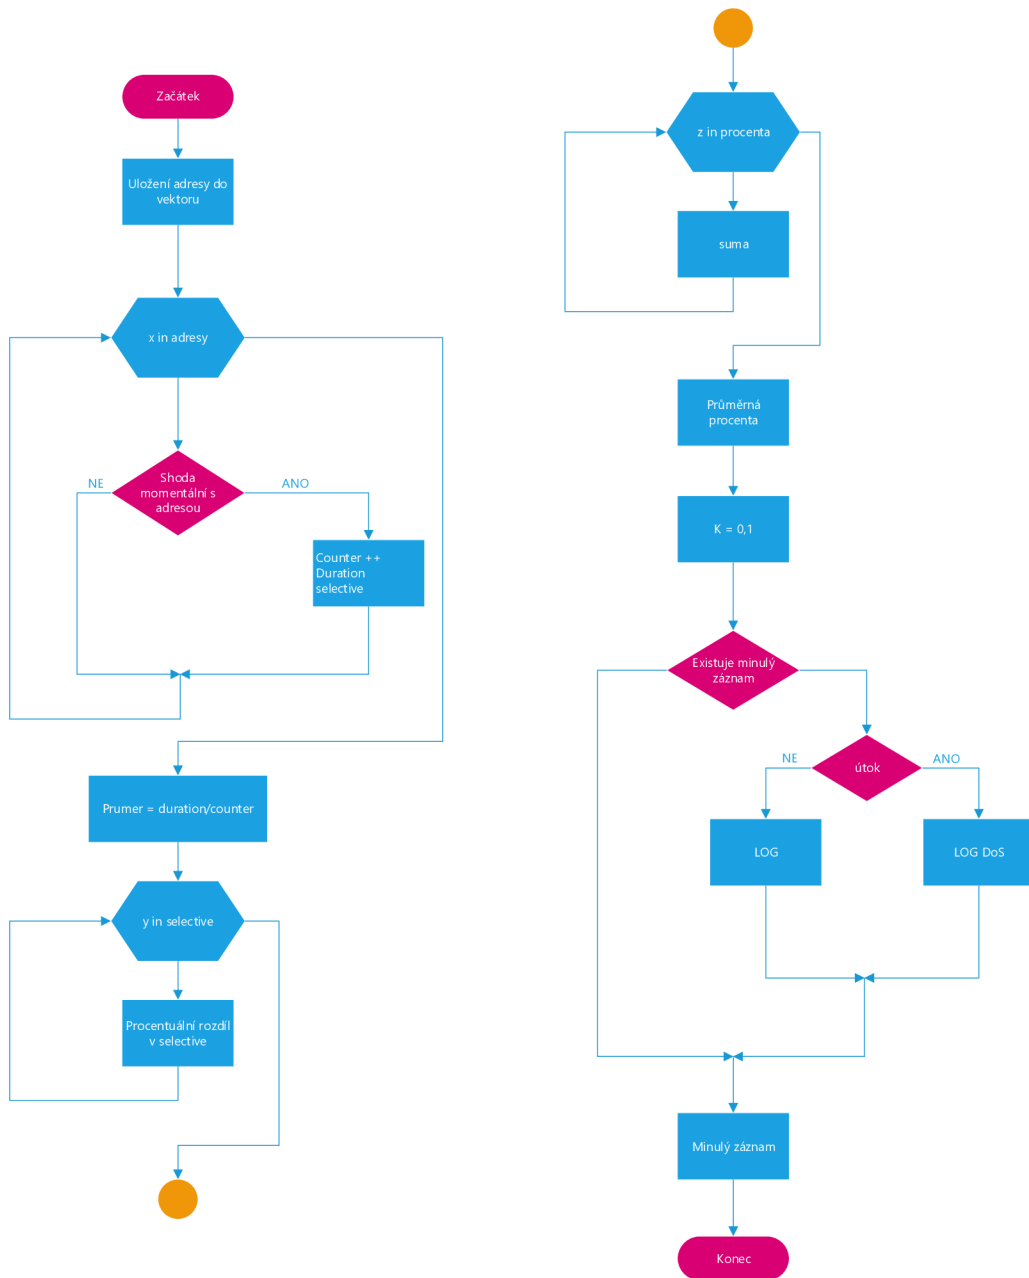 Začátek
Uložení adresy do
vektoru
x in adresy
Shoda
momentální s
adresou
NE
ANO
Counter ++
Duration
selective
Prumer = duration/counter
y in selective
Procentuální rozdíl
v selective
z in procenta
suma
Průměrná
procenta
K = 0,1
Existuje minulý
záznam
útok
NE
ANO
LOG
LOG DoS
Minulý záznam
Konec